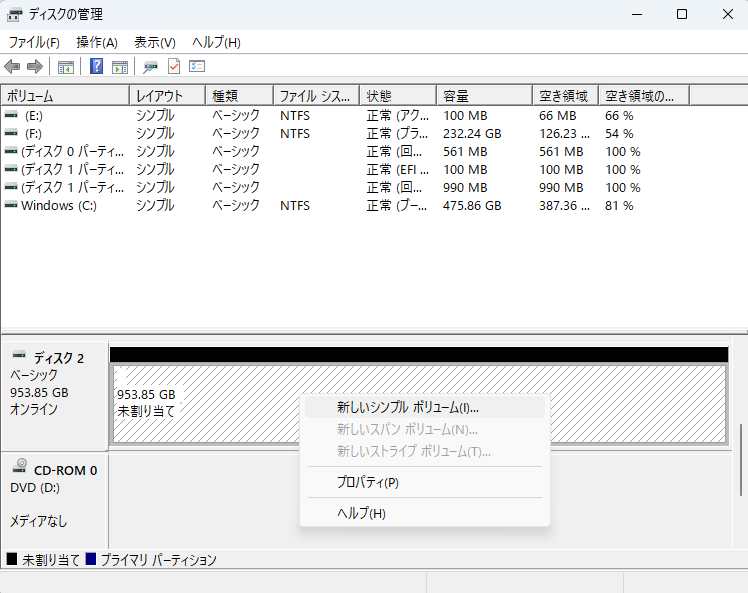 ディスクの管理
ファイル(F) 操作(A) 表示(V) ヘルプ(H)
ボリューム レイアウト 種類 ファイル シス... 状態 容量 空き領域 空き領域の...
(E:) シンプル ベーシック NTFS 正常 (アク... 100 MB 66 MB 66 %
(F:) シンプル ベーシック NTFS 正常 (プラ... 232.24 GB 126.23 ... 54 %
(ディスク 0 パーティ... シンプル ベーシック 正常 (回... 561 MB 561 MB 100 %
(ディスク 1 パーティ... シンプル ベーシック 正常 (EFI ... 100 MB 100 MB 100 %
(ディスク 1 パーティ... シンプル ベーシック 正常 (回... 990 MB 990 MB 100 %
Windows (C:) シンプル ベーシック NTFS 正常 (ブー... 475.86 GB 387.36 ... 81 %
ディスク 2
ベーシック
953.85 GB
オンライン
953.85 GB
未割り当て
新しいシンプル ボリューム(I)...
新しいスパン ボリューム(N)...
新しいストライプ ボリューム(T)...
プロパティ(P)
ヘルプ(H)
CD-ROM 0
DVD (D:)
メディアなし
未割り当て プライマリ パーティション